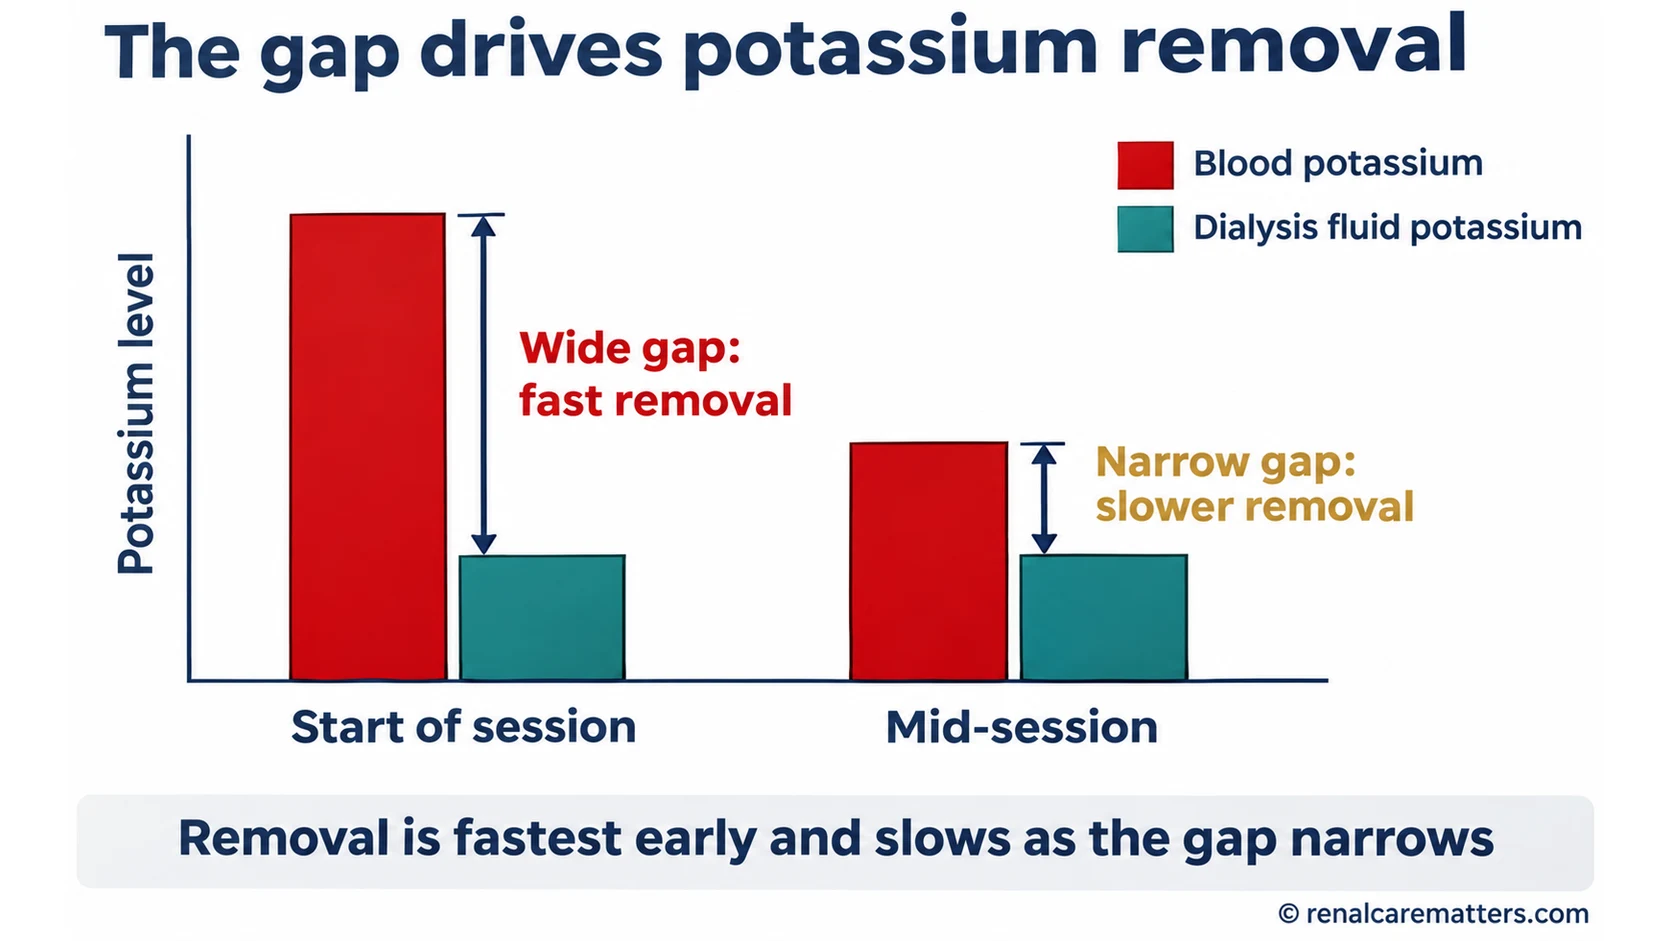 The gap drives potassium removal
Blood potassium
Dialysis fluid potassium
Potassium level
Wide gap:
fast removal
Narrow gap:
slower removal
Start of session
Mid-session
Removal is fastest early and slows as the gap narrows
© renalcarematters.com